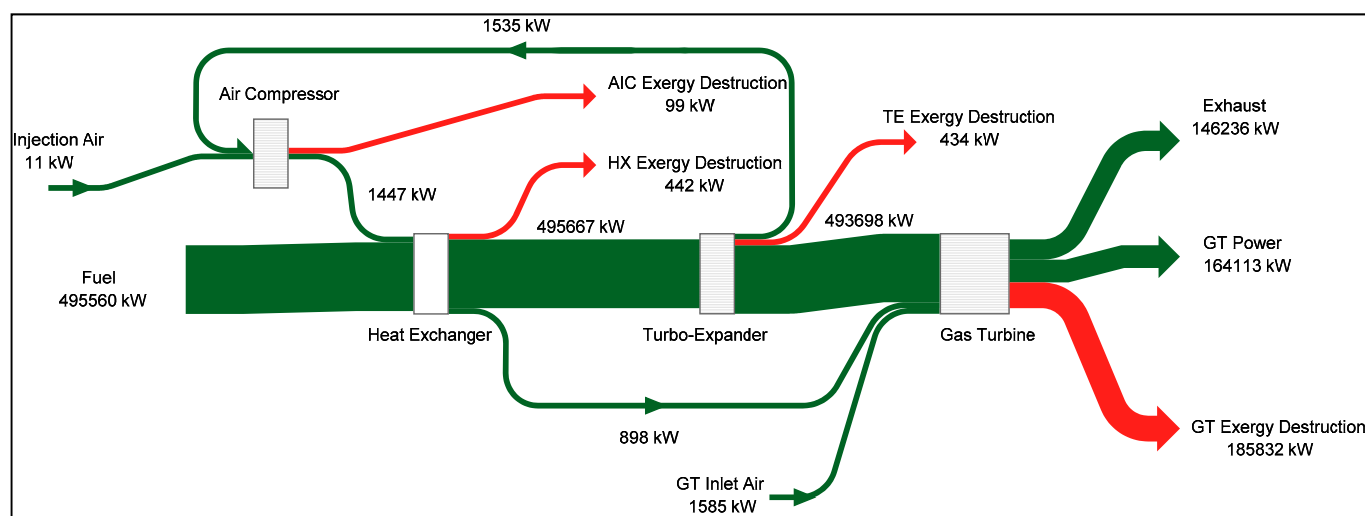 1535 kW
Air Compressor
AIC Exergy Destruction
99 kW
Injection Air
11 kW
HX Exergy Destruction
442 kW
TE Exergy Destruction
434 kW
Exhaust
146236 kW
1447 kW
495667 kW
493698 kW
GT Power
164113 kW
Fuel
495560 kW
Heat Exchanger
Turbo-Expander
Gas Turbine
898 kW
GT Inlet Air
1585 kW
GT Exergy Destruction
185832 kW